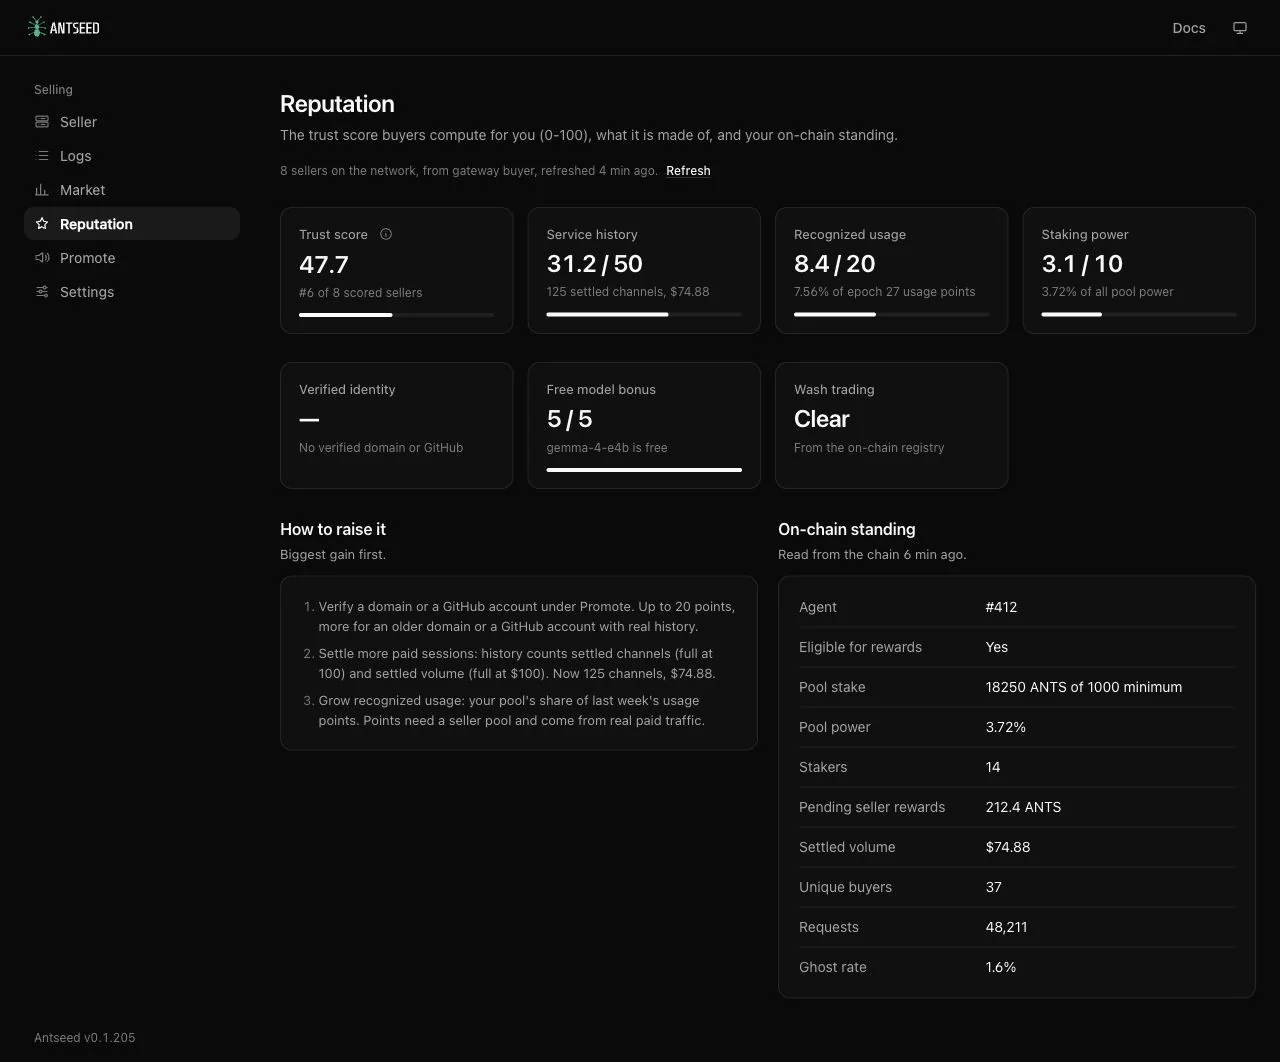 ANTSEED
Docs
Selling
Seller
Logs
Market
Reputation
Promote
Settings
Reputation
The trust score buyers compute for you (0-100), what it is made of, and your on-chain standing.
8 sellers on the network, from gateway buyer, refreshed 4 min ago. Refresh
Trust score
47.7
#6 of 8 scored sellers
Service history
31.2 / 50
125 settled channels, $74.88
Recognized usage
8.4 / 20
7.56% of epoch 27 usage points
Staking power
3.1 / 10
3.72% of all pool power
Verified identity
—
No verified domain or GitHub
Free model bonus
5 / 5
gemma-4-e4b is free
Wash trading
Clear
From the on-chain registry
How to raise it
Biggest gain first.
1. Verify a domain or a GitHub account under Promote. Up to 20 points,
more for an older domain or a GitHub account with real history.
2. Settle more paid sessions: history counts settled channels (full at
100) and settled volume (full at $100). Now 125 channels, $74.88.
3. Grow recognized usage: your pool's share of last week's usage
points. Points need a seller pool and come from real paid traffic.
On-chain standing
Read from the chain 6 min ago.
Agent #412
Eligible for rewards Yes
Pool stake 18250 ANTS of 1000 minimum
Pool power 3.72%
Stakers 14
Pending seller rewards 212.4 ANTS
Settled volume $74.88
Unique buyers 37
Requests 48,211
Ghost rate 1.6%
Antseed v0.1.205